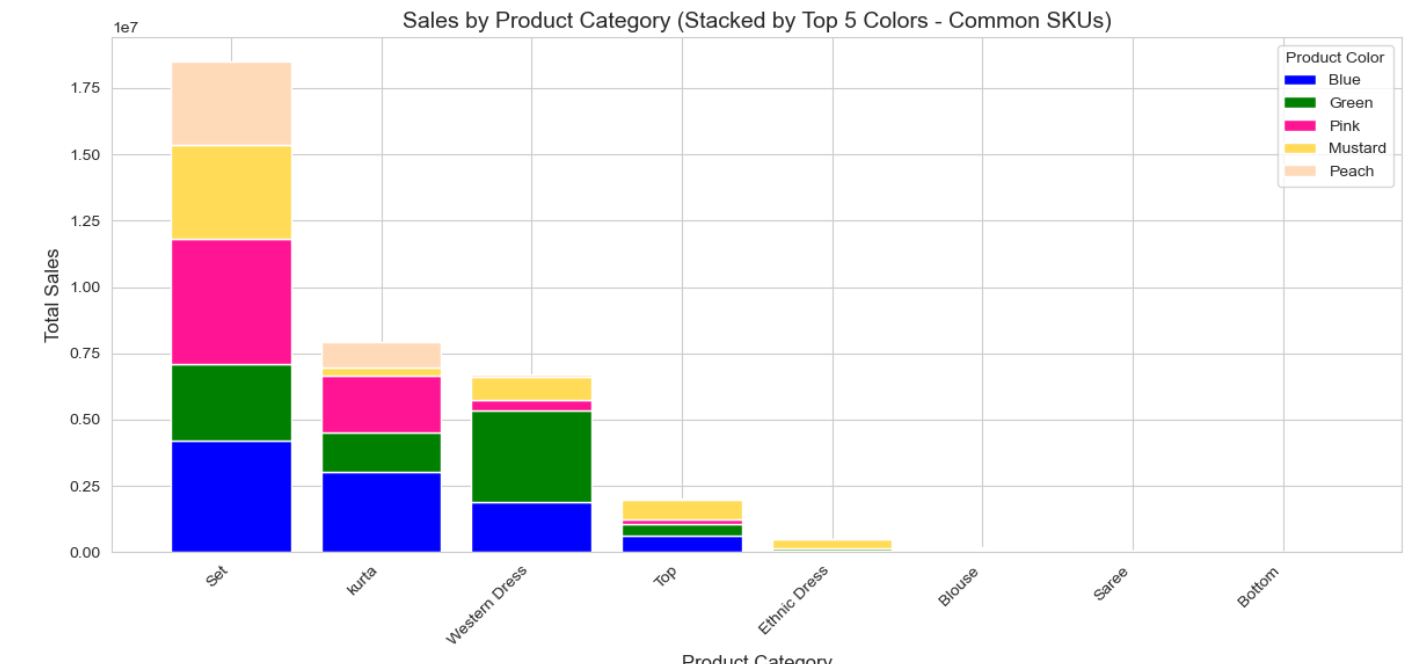 Sales by Product Category (Stacked by Top 5 Colors - Common SKUs)
1e7
Product Color
Blue
Green
Pink
Mustard
Peach
1.75
1.50
1.25
1.00
0.75
0.50
0.25
0.00
Total Sales
Set
kurta
Western Dress
Top
Ethnic Dress
Blouse
Saree
Bottom
Product Category